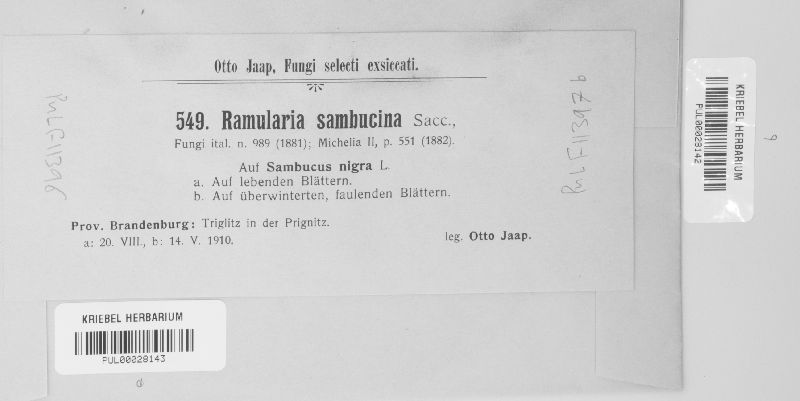 Otto Jaap, Fungi selecti exsiccati.
549. Ramularia sambucina Sacc.,
Fungi ital. n. 989 (1881); Michelia II, p. 551 (1882).
Auf Sambucus nigra L.
a. Auf lebenden Blättern.
b. Auf überwinterten, faulenden Blättern.
Prov. Brandenburg: Triglitz in der Prignitz.
a: 20. VIII., b: 14. V. 1910.
leg. Otto Jaap.
PuLF11396
PuLF11397b
KRIEBEL HERBARIUM
PUL00028142
KRIEBEL HERBARIUM
PUL00028143
a